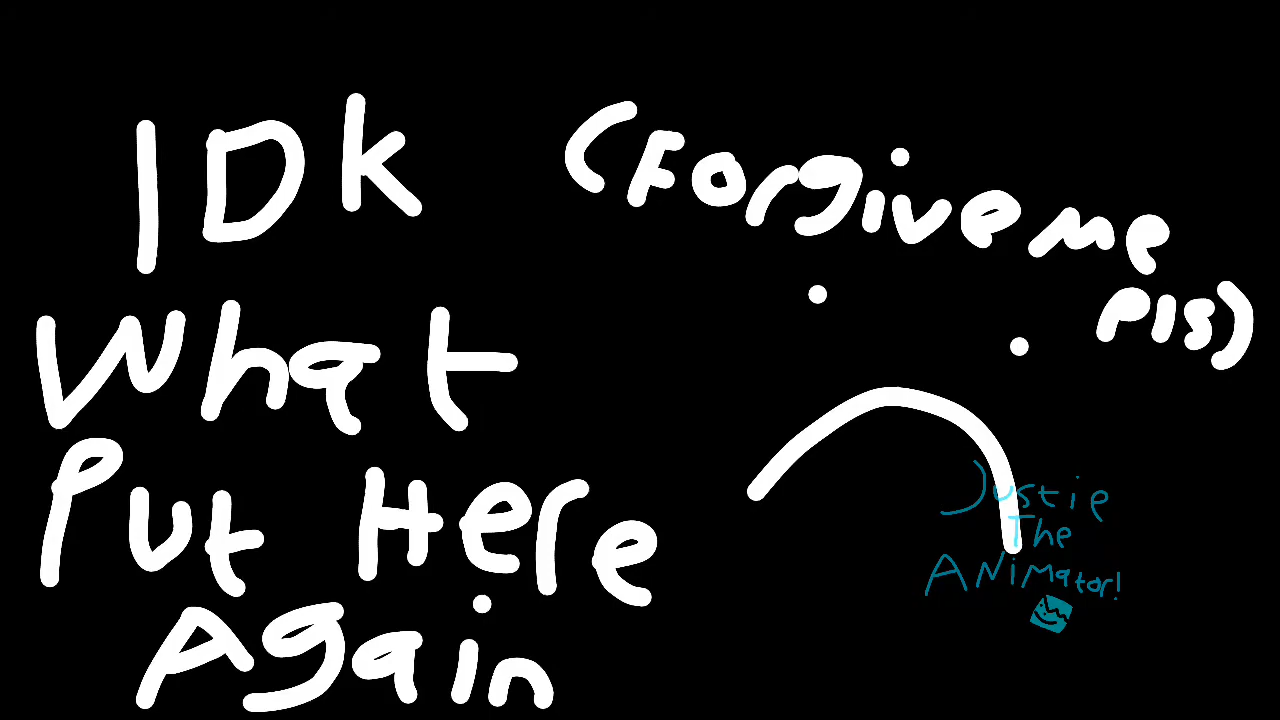 IDk
What
Put Here
Again
(Forgive me
Pls)
Justie
The
ANiMator!